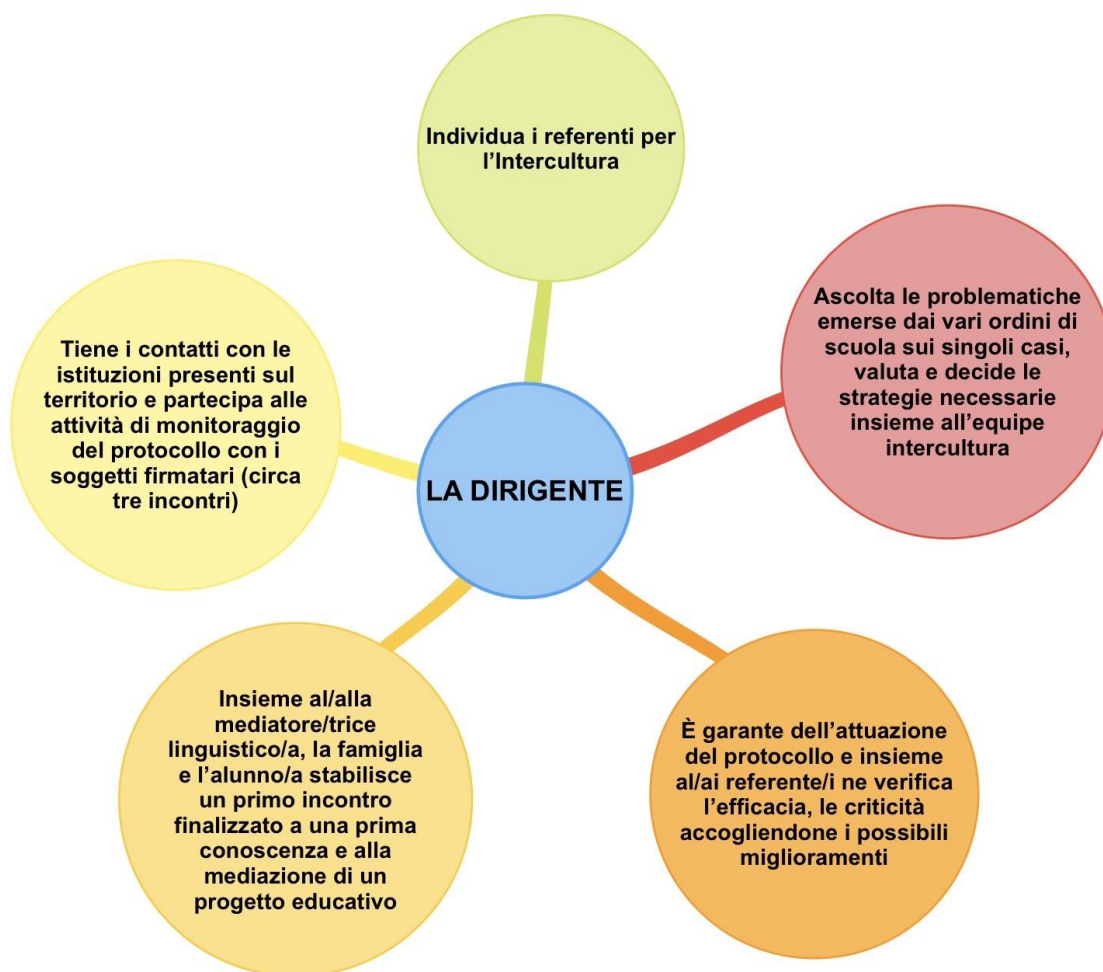 Individua i referenti per
l'Intercultura
Ascolta le problematiche
emerse dai vari ordini di
scuola sui singoli casi,
valuta e decide le
strategie necessarie
insieme all'equipe
intercultura
Tiene i contatti con le
istituzioni presenti sul
territorio e partecipa alle
attività di monitoraggio
del protocollo con i
soggetti firmatari (circa
tre incontri)
LA DIRIGENTE
Insieme al/alla
mediatore/trice
linguistico/a, la famiglia
e l'alunno/a stabilisce
un primo incontro
finalizzato a una prima
conoscenza e alla
mediazione di un
progetto educativo
È garante dell'attuazione
del protocollo e insieme
al/ai referente/i ne verifica
l'efficacia, le criticità
accogliendone i possibili
miglioramenti